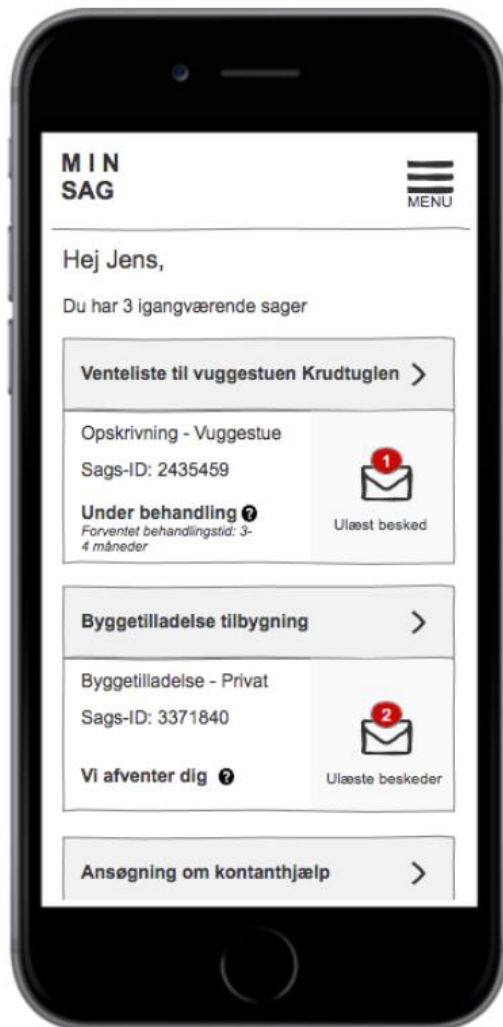 MIN
SAG
MENU
Hej Jens,
Du har 3 igangværende sager
Venteliste til vuggestuen Krudtuglen
Opskrivning - Vuggestue
Sags-ID: 2435459
Under behandling ?
Forventet behandlingstid: 3-
4 måneder
1
Ulæst besked
Byggetilladelse tilbygning
Byggetilladelse - Privat
Sags-ID: 3371840
Vi afventer dig ?
2
Ulæste beskeder
Ansøgning om kontanthjælp